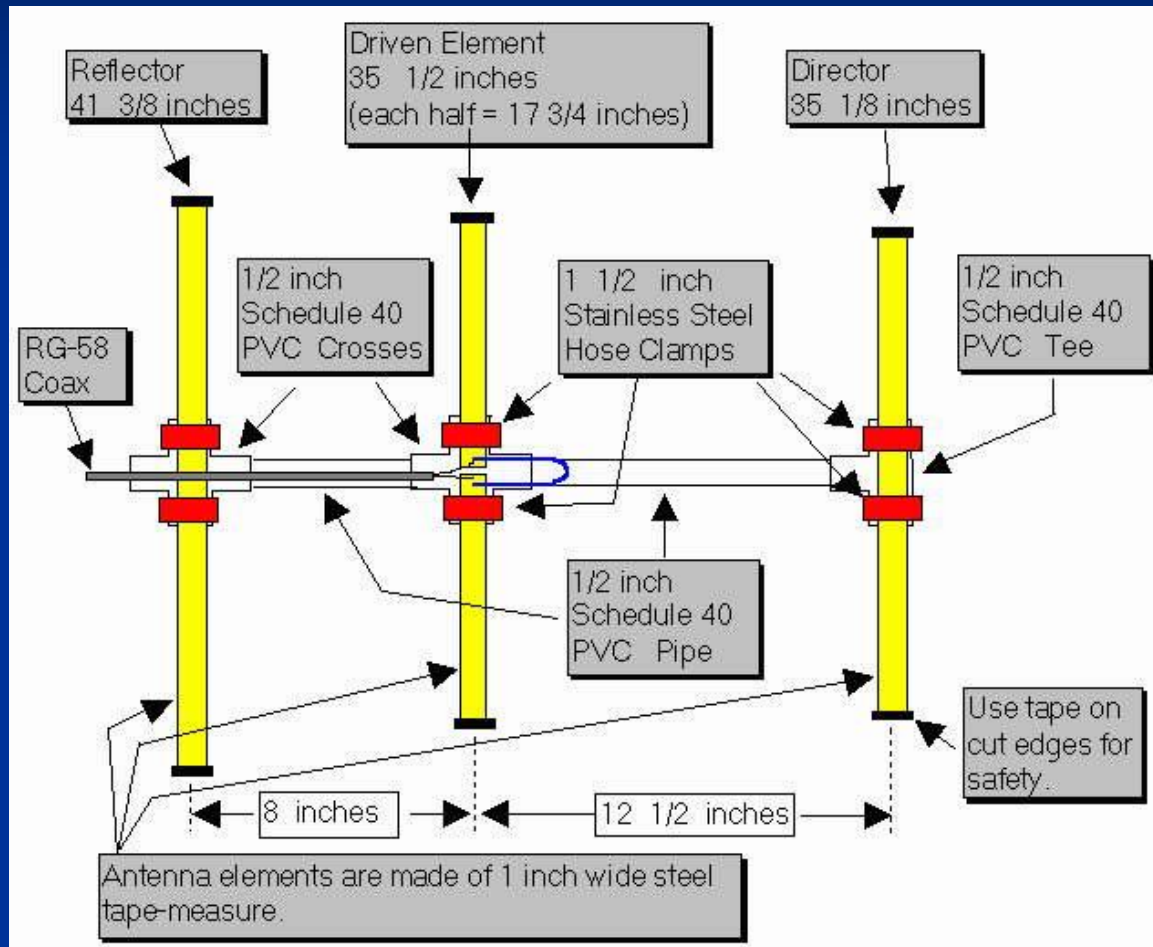 Reflector
41 3/8 inches
Driven Element
35 1/2 inches
(each half = 17 3/4 inches)
Director
35 1/8 inches
RG-58
Coax
1/2 inch
Schedule 40
PVC Crosses
1 1/2 inch
Stainless Steel
Hose Clamps
1/2 inch
Schedule 40
PVC Tee
1/2 inch
Schedule 40
PVC Pipe
Use tape on
cut edges for
safety.
8 inches
12 1/2 inches
Antenna elements are made of 1 inch wide steel
tape-measure.